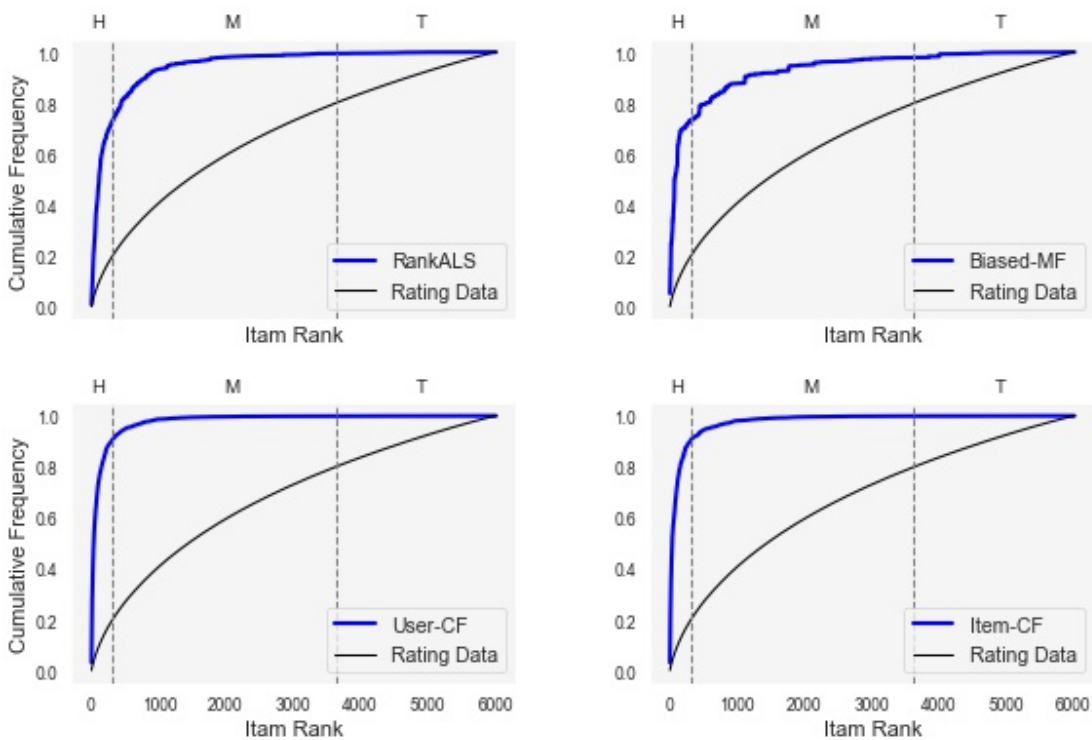 H M T
1.0
0.8
0.6
0.4
0.2
0.0
Cumulative Frequency
RankALS
Rating Data
Itam Rank
H M T
1.0
0.8
0.6
0.4
0.2
0.0
Biased-MF
Rating Data
Itam Rank
H M T
1.0
0.8
0.6
0.4
0.2
0.0
Cumulative Frequency
User-CF
Rating Data
0 1000 2000 3000 4000 5000 6000
Itam Rank
H M T
1.0
0.8
0.6
0.4
0.2
0.0
Item-CF
Rating Data
0 1000 2000 3000 4000 5000 6000
Itam Rank